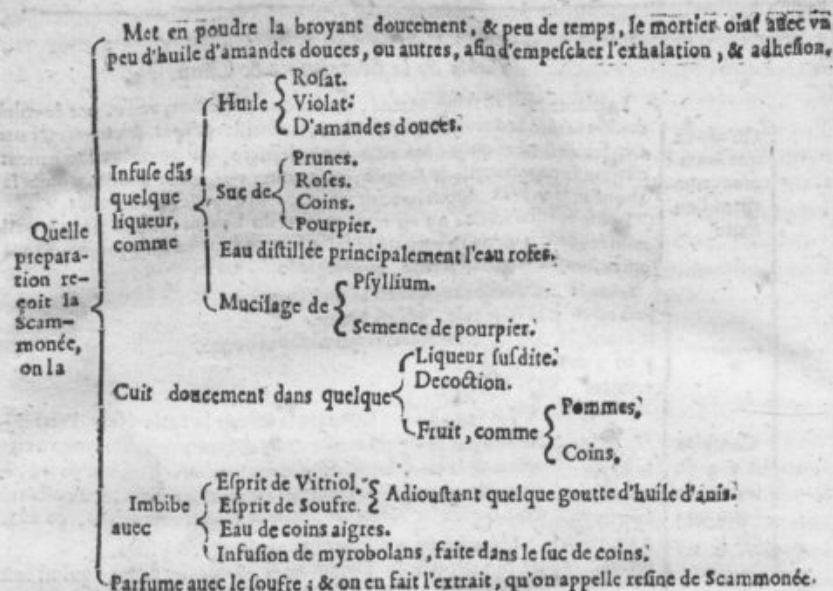 Met en poudre la broyant doucement, & peu de temps, le mortier oint auec vn
peu d'huile d'amandes douces, ou autres, afin d'empeſcher l'exhalation, & adheſion.
Quelle
prepara-
tion re-
çoit la
Scam-
monée,
on la
Infuſe dãs
quelque
liqueur,
comme
Huile
Roſat.
Violat.
D'amandes douces.
Suc de
Prunes.
Roſes.
Coins.
Pourpier.
Eau diſtillée principalement l'eau roſes.
Mucilage de
Pſyllium.
Semence de pourpier.
Cuit doucement dans quelque
Liqueur ſuſdite.
Decoction.
Fruit, comme
Pommes,
Coins.
Imbibe
auec
Eſprit de Vitriol.
Eſprit de Soufre.
Adiouſtant quelque goutte d'huile d'anis.
Eau de coins aigres.
Infuſion de myrobolans, faite dans le ſuc de coins.
Parfume auec le ſoufre; & on en fait l'extrait, qu'on appelle reſine de Scammonée.